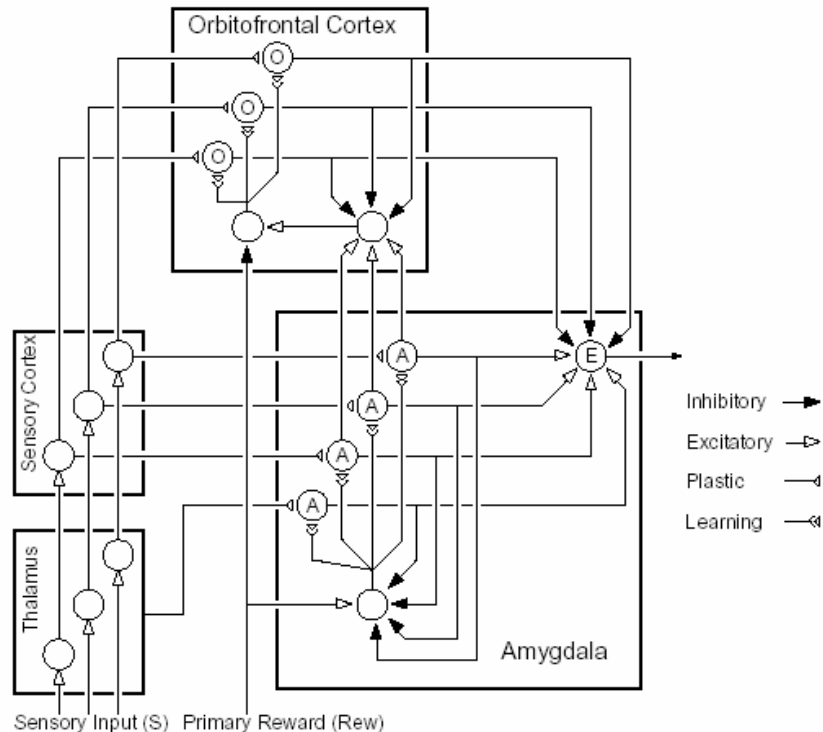 Orbitofrontal Cortex
O
O
O
Sensory Cortex
A
E
A
A
A
Inhibitory
Excitatory
Plastic
Learning
Thalamus
Amygdala
Sensory Input (S) Primary Reward (Rew)